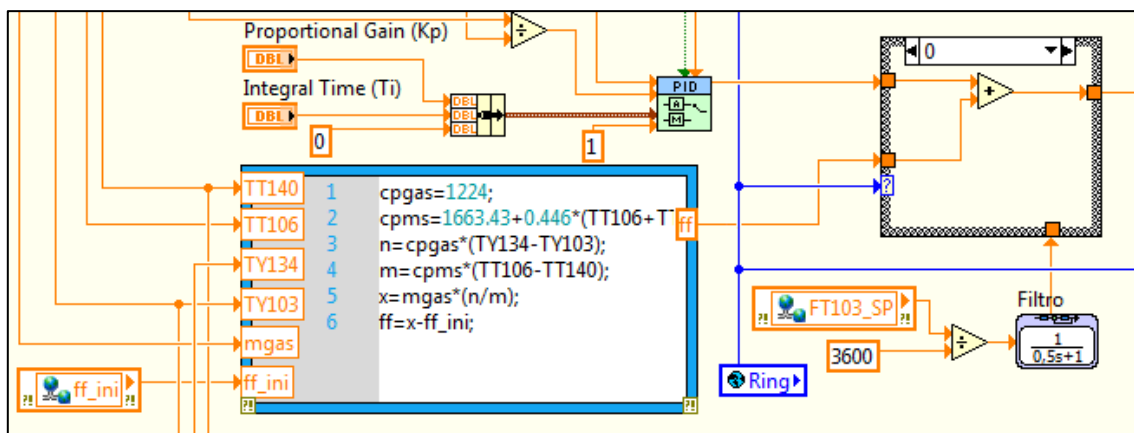 Proportional Gain (Kp)
DBL
Integral Time (Ti)
DBL
DBL
DBL
DBL
0
PID
A
M
1
0
+
÷
?
TT140
TT106
TY134
TY103
mgas
ff_ini
1 cpgas=1224;
2 cpms=1663.43+0.446*(TT106+TT
3 n=cpgas*(TY134-TY103);
4 m=cpms*(TT106-TT140);
5 x=mgas*(n/m);
6 ff=x-ff_ini;
ff
?!
?!
?! ff_ini ?!
?! FT103_SP ?!
3600
÷
Filtro
1
0,5s+1
Ring